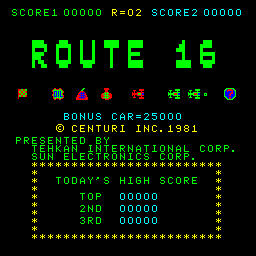 SCORE1 00000 R=02 SCORE2 00000
ROUTE 16
BONUS CAR=25000
© CENTURI INC.1981
PRESENTED BY
TEHKAN INTERNATIONAL CORP.
SUN ELECTRONICS CORP.
TODAY'S HIGH SCORE
TOP 00000
2ND 00000
3RD 00000